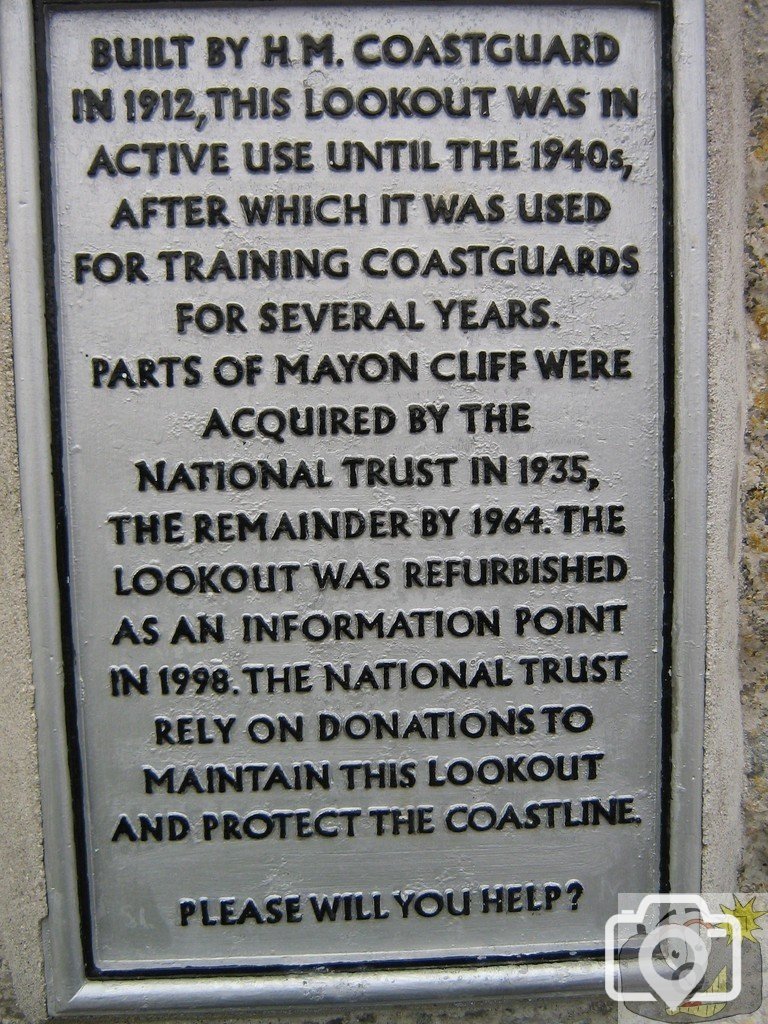 BUILT BY H.M. COASTGUARD
IN 1912, THIS LOOKOUT WAS IN
ACTIVE USE UNTIL THE 1940s,
AFTER WHICH IT WAS USED
FOR TRAINING COASTGUARDS
FOR SEVERAL YEARS.
PARTS OF MAYON CLIFF WERE
ACQUIRED BY THE
NATIONAL TRUST IN 1935,
THE REMAINDER BY 1964. THE
LOOKOUT WAS REFURBISHED
AS AN INFORMATION POINT
IN 1998. THE NATIONAL TRUST
RELY ON DONATIONS TO
MAINTAIN THIS LOOKOUT
AND PROTECT THE COASTLINE.
PLEASE WILL YOU HELP?